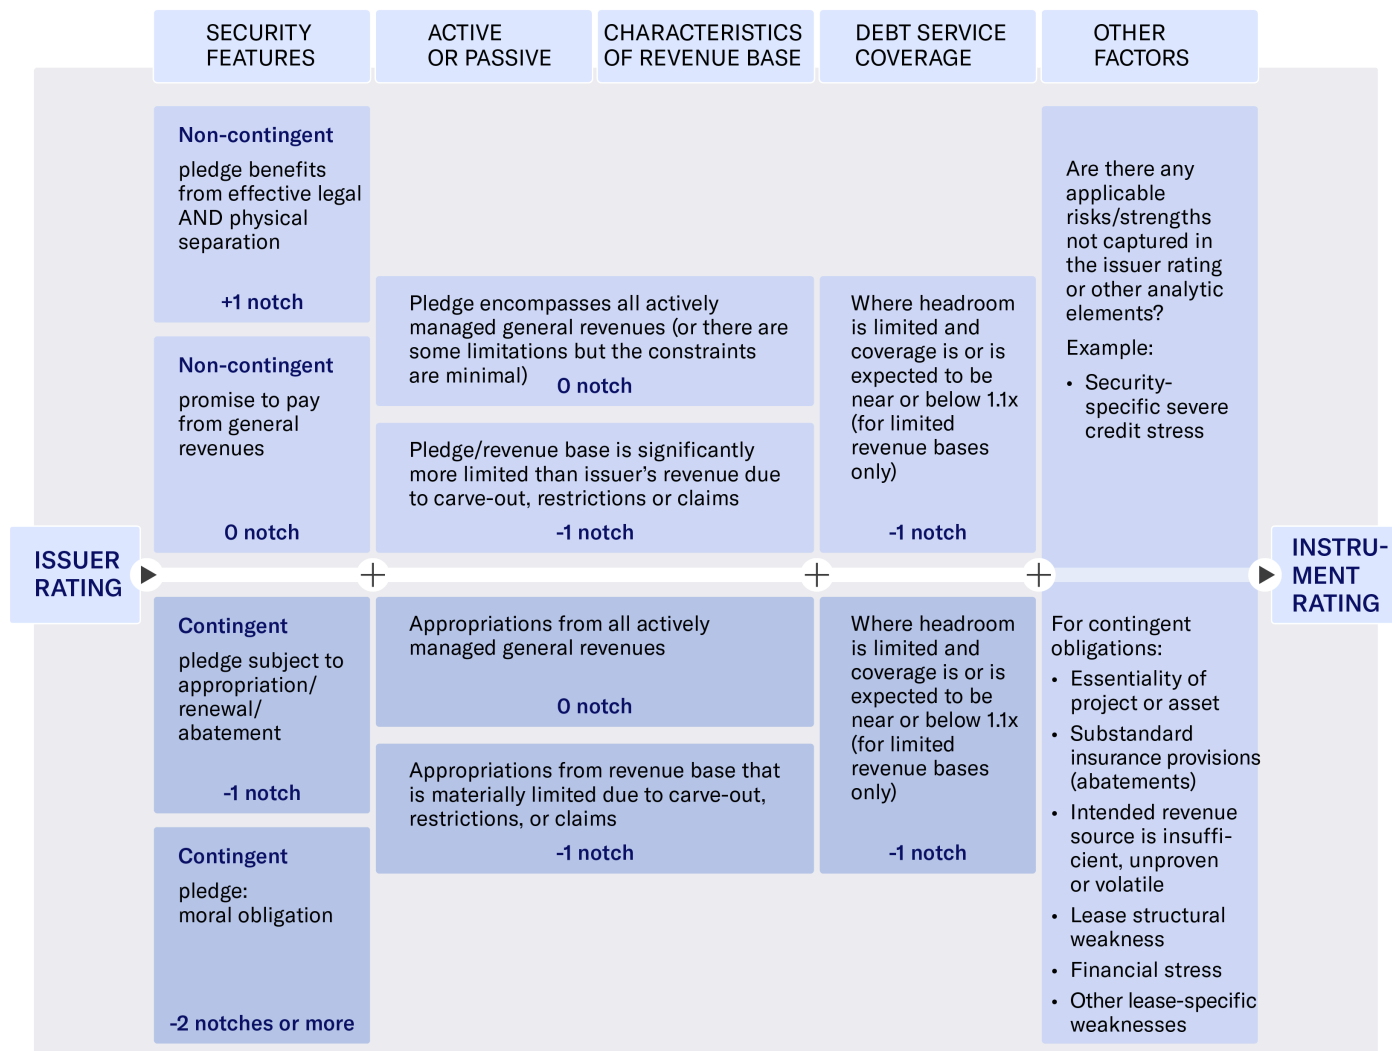 SECURITY
FEATURES
ACTIVE
OR PASSIVE
CHARACTERISTICS
OF REVENUE BASE
DEBT SERVICE
COVERAGE
OTHER
FACTORS
ISSUER
RATING
Non-contingent
pledge benefits
from effective legal
AND physical
separation
+1 notch
Non-contingent
promise to pay
from general
revenues
0 notch
Pledge encompasses all actively
managed general revenues (or there are
some limitations but the constraints
are minimal)
0 notch
Pledge/revenue base is significantly
more limited than issuer’s revenue due
to carve-out, restrictions or claims
-1 notch
Where headroom
is limited and
coverage is or is
expected to be
near or below 1.1x
(for limited
revenue bases
only)
-1 notch
Are there any
applicable
risks/strengths
not captured in
the issuer rating
or other analytic
elements?
Example:
• Security-
specific severe
credit stress
Contingent
pledge subject to
appropriation/
renewal/
abatement
-1 notch
Contingent
pledge:
moral obligation
-2 notches or more
Appropriations from all actively
managed general revenues
0 notch
Appropriations from revenue base that
is materially limited due to carve-out,
restrictions, or claims
-1 notch
Where headroom
is limited and
coverage is or is
expected to be
near or below 1.1x
(for limited
revenue bases
only)
-1 notch
For contingent
obligations:
• Essentiality of
project or asset
• Substandard
insurance provisions
(abatements)
• Intended revenue
source is insuffi-
cient, unproven
or volatile
• Lease structural
weakness
• Financial stress
• Other lease-specific
weaknesses
INSTRU-
MENT
RATING